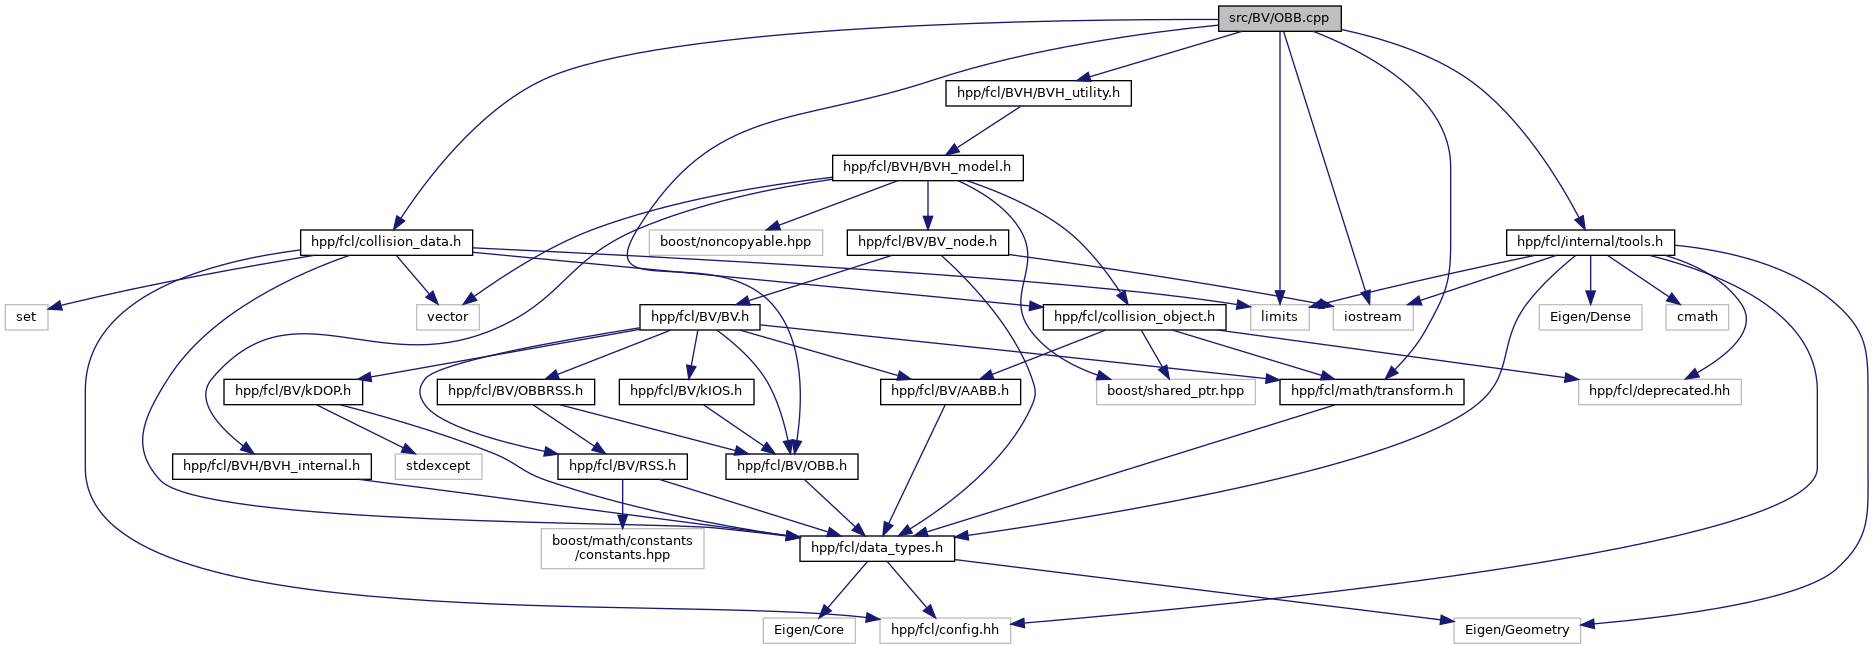 src/BV/OBB.cpp
hpp/fcl/BVH/BVH_utility.h
hpp/fcl/BVH/BVH_model.h
hpp/fcl/collision_data.h
boost/noncopyable.hpp
hpp/fcl/BV/BV_node.h
hpp/fcl/internal/tools.h
set
vector
hpp/fcl/BV/BV.h
hpp/fcl/collision_object.h
limits
iostream
Eigen/Dense
cmath
hpp/fcl/BV/kDOP.h
hpp/fcl/BV/OBBRSS.h
hpp/fcl/BV/kIOS.h
hpp/fcl/BV/AABB.h
boost/shared_ptr.hpp
hpp/fcl/math/transform.h
hpp/fcl/deprecated.hh
hpp/fcl/BVH/BVH_internal.h
stdexcept
hpp/fcl/BV/RSS.h
hpp/fcl/BV/OBB.h
boost/math/constants
/constants.hpp
hpp/fcl/data_types.h
Eigen/Core
hpp/fcl/config.hh
Eigen/Geometry